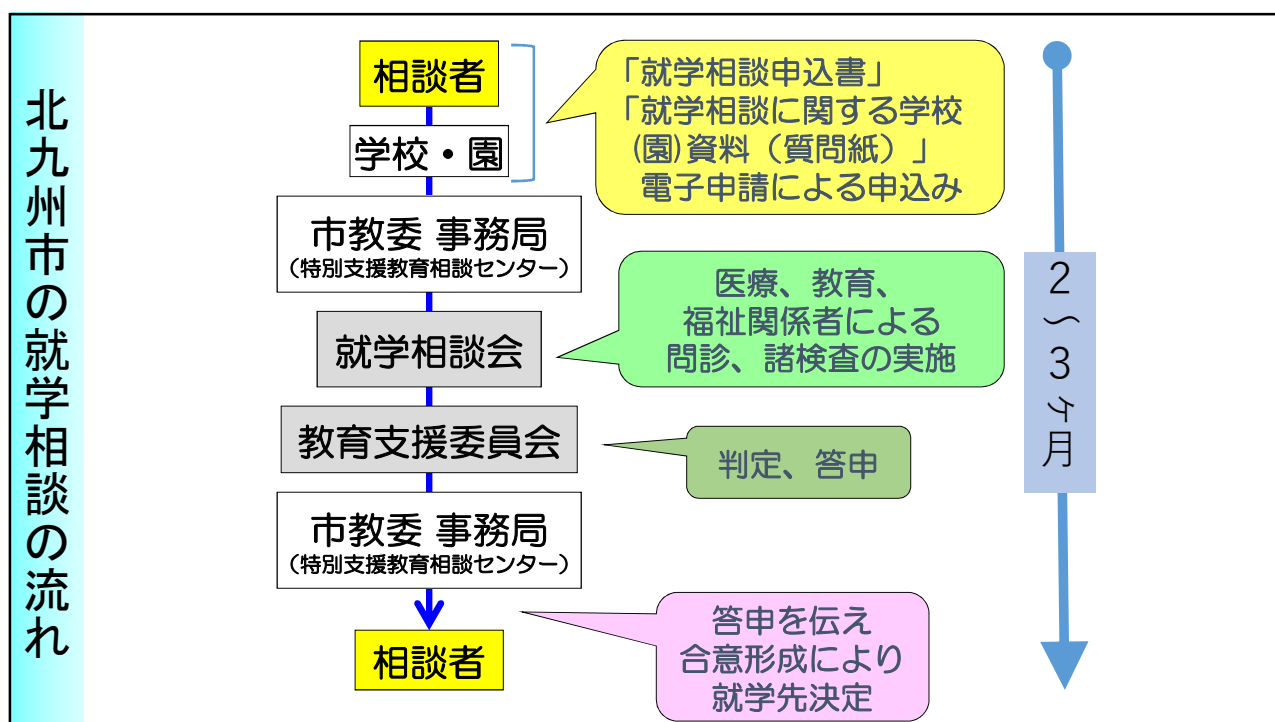 北九州市の就学相談の流れ
相談者
学校・園
「就学相談申込書」
「就学相談に関する学校
(園)資料（質問紙）」
電子申請による申込み
市教委 事務局
（特別支援教育相談センター）
就学相談会
医療、教育、
福祉関係者による
問診、諸検査の実施
教育支援委員会
判定、答申
市教委 事務局
（特別支援教育相談センター）
相談者
答申を伝え
合意形成により
就学先決定
2～3ヶ月